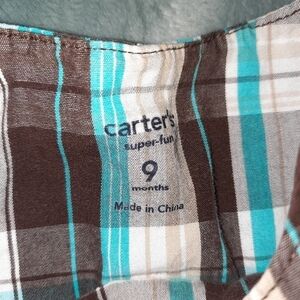 carter's
super-fun
9
months
Made in China